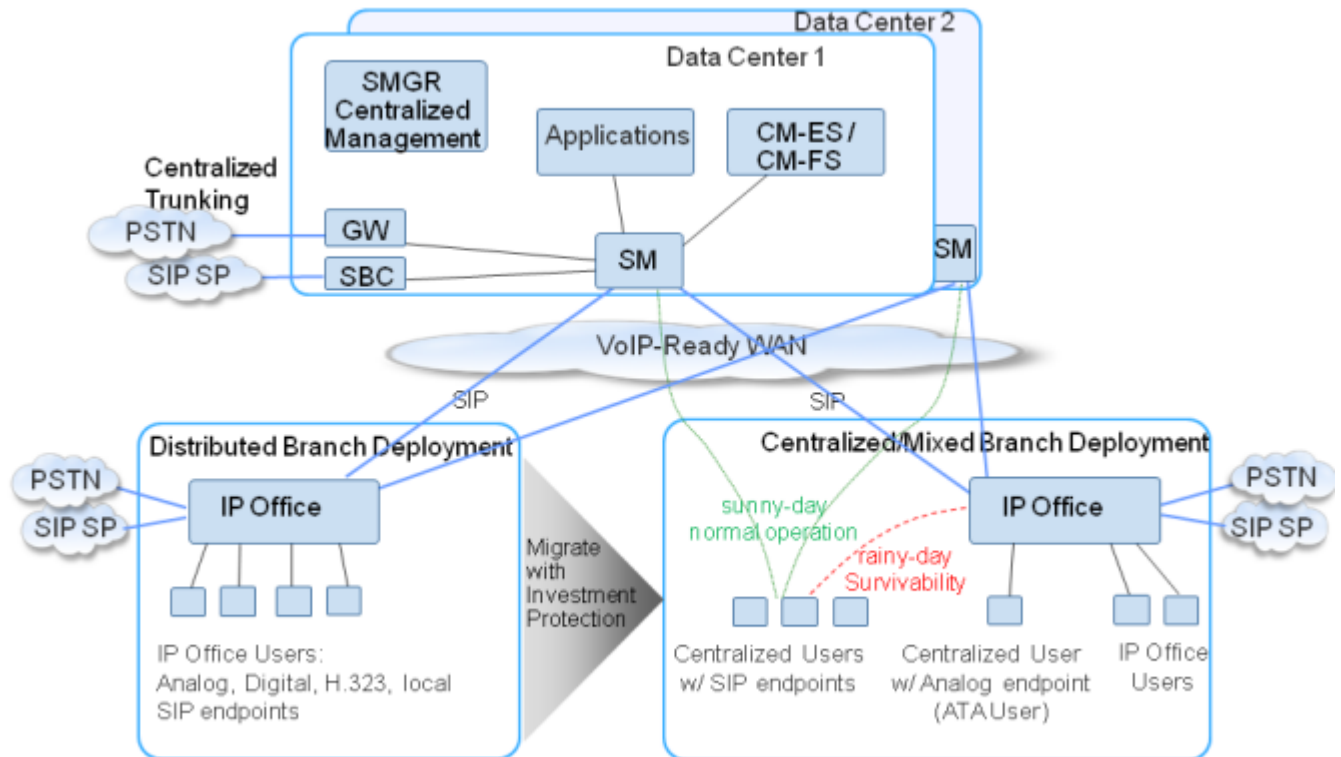 Data Center 2
Data Center 1
SMGR
Centralized
Management
Applications
CM-ES /
CM-FS
Centralized
Trunking
PSTN
GW
SIP SP
SBC
SM
SM
VoIP-Ready WAN
SIP
SIP
Distributed Branch Deployment
PSTN
SIP SP
IP Office
IP Office Users:
Analog, Digital, H.323, local
SIP endpoints
Migrate
with
Investment
Protection
Centralized/Mixed Branch Deployment
sunny-day
normal operation
rainy-day
Survivability
IP Office
PSTN
SIP SP
Centralized Users
w/ SIP endpoints
Centralized User
w/ Analog endpoint
(ATA User)
IP Office
Users